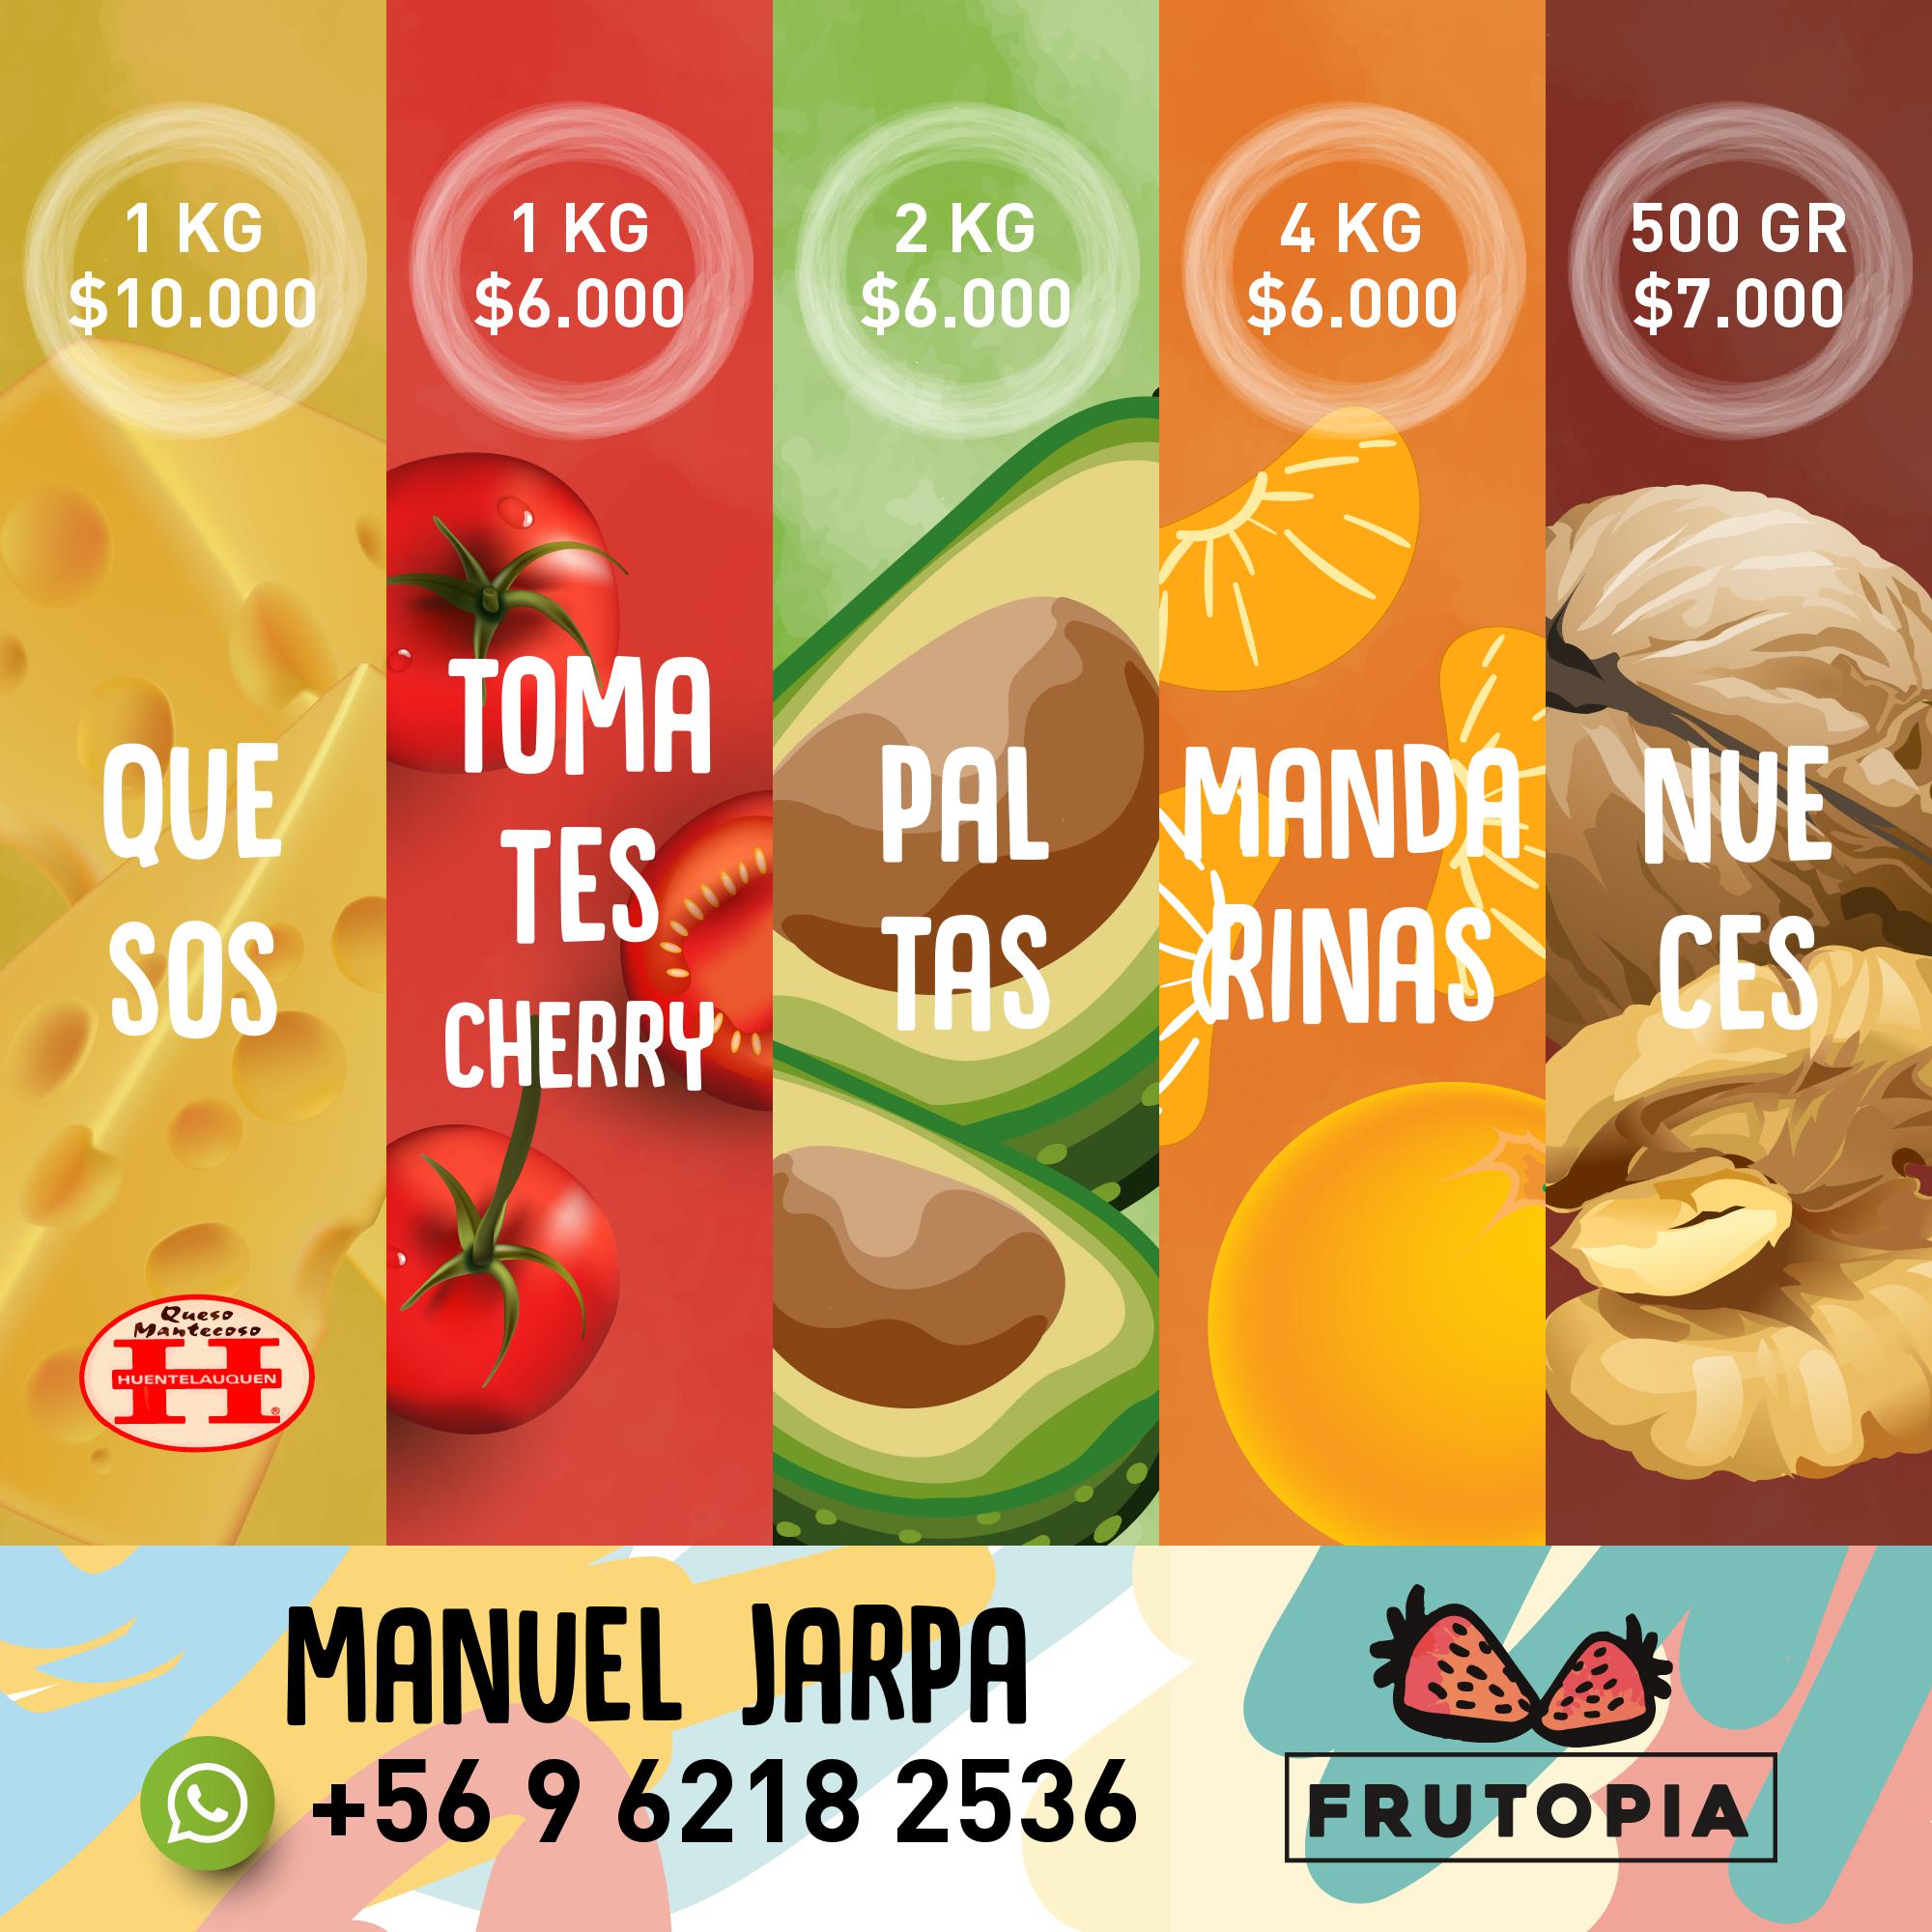 1 KG
$10.000
1 KG
$6.000
2 KG
$6.000
4 KG
$6.000
500 GR
$7.000
QUE
SOS
TOMA
TES
CHERRY
PAL
TAS
MANDA
RINAS
NUE
CES
Queso
Mantecoso
H
HUENTELAUQUEN
®
MANUEL JARPA
+56 9 6218 2536
FRUTOPIA